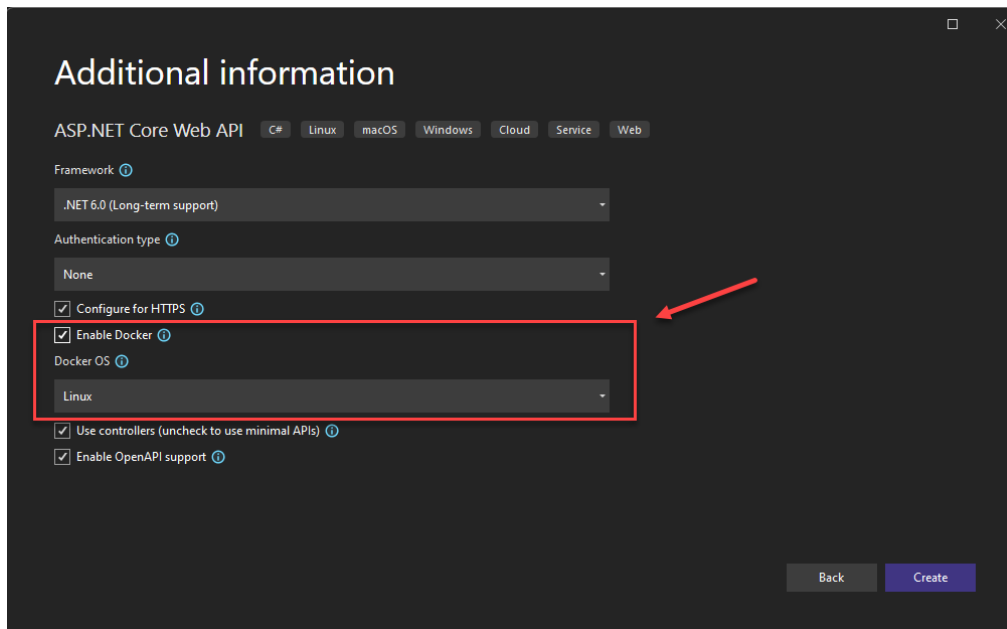 Additional information
ASP.NET Core Web API C# Linux macOS Windows Cloud Service Web
Framework
.NET 6.0 (Long-term support)
Authentication type
None
Configure for HTTPS
Enable Docker
Docker OS
Linux
Use controllers (uncheck to use minimal APIs)
Enable OpenAPI support
Back Create